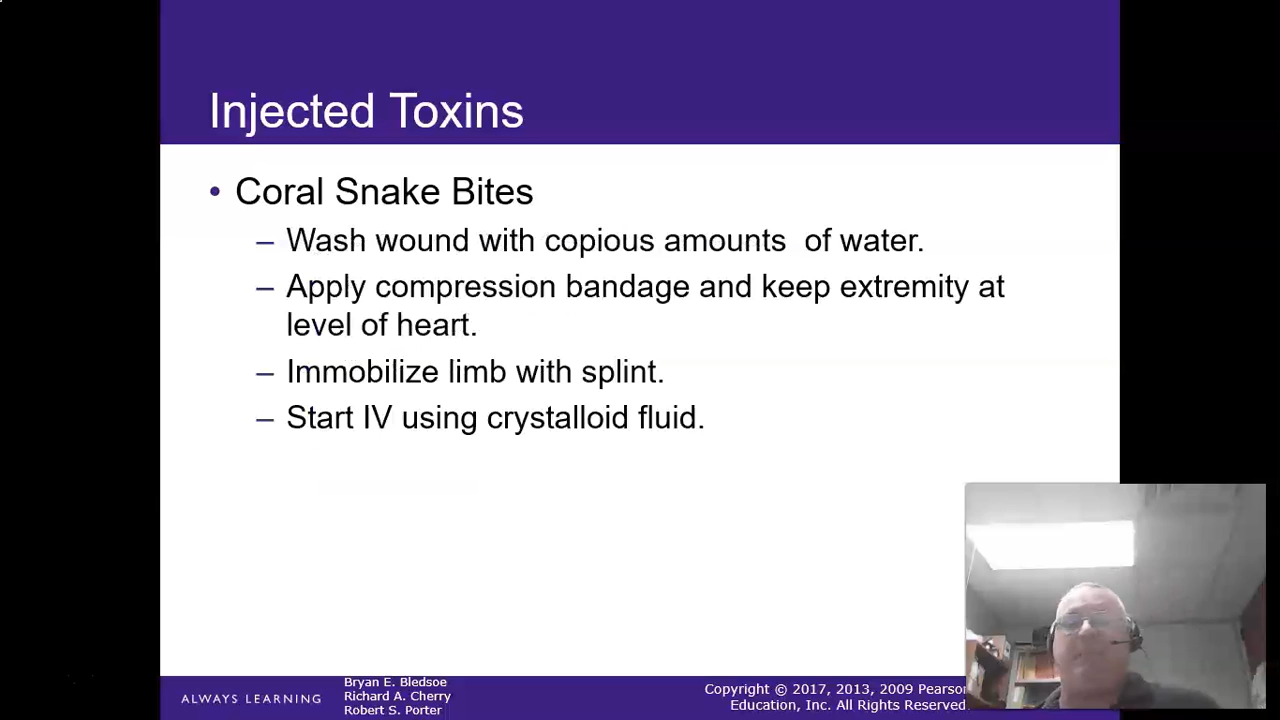 Injected Toxins
• Coral Snake Bites
– Wash wound with copious amounts  of water.
– Apply compression bandage and keep extremity at
level of heart.
– Immobilize limb with splint.
– Start IV using crystalloid fluid.
ALWAYS LEARNING
Bryan E. Bledsoe
Richard A. Cherry
Robert S. Porter
Copyright © 2017, 2013, 2009 Pearson
Education, Inc. All Rights Reserved.